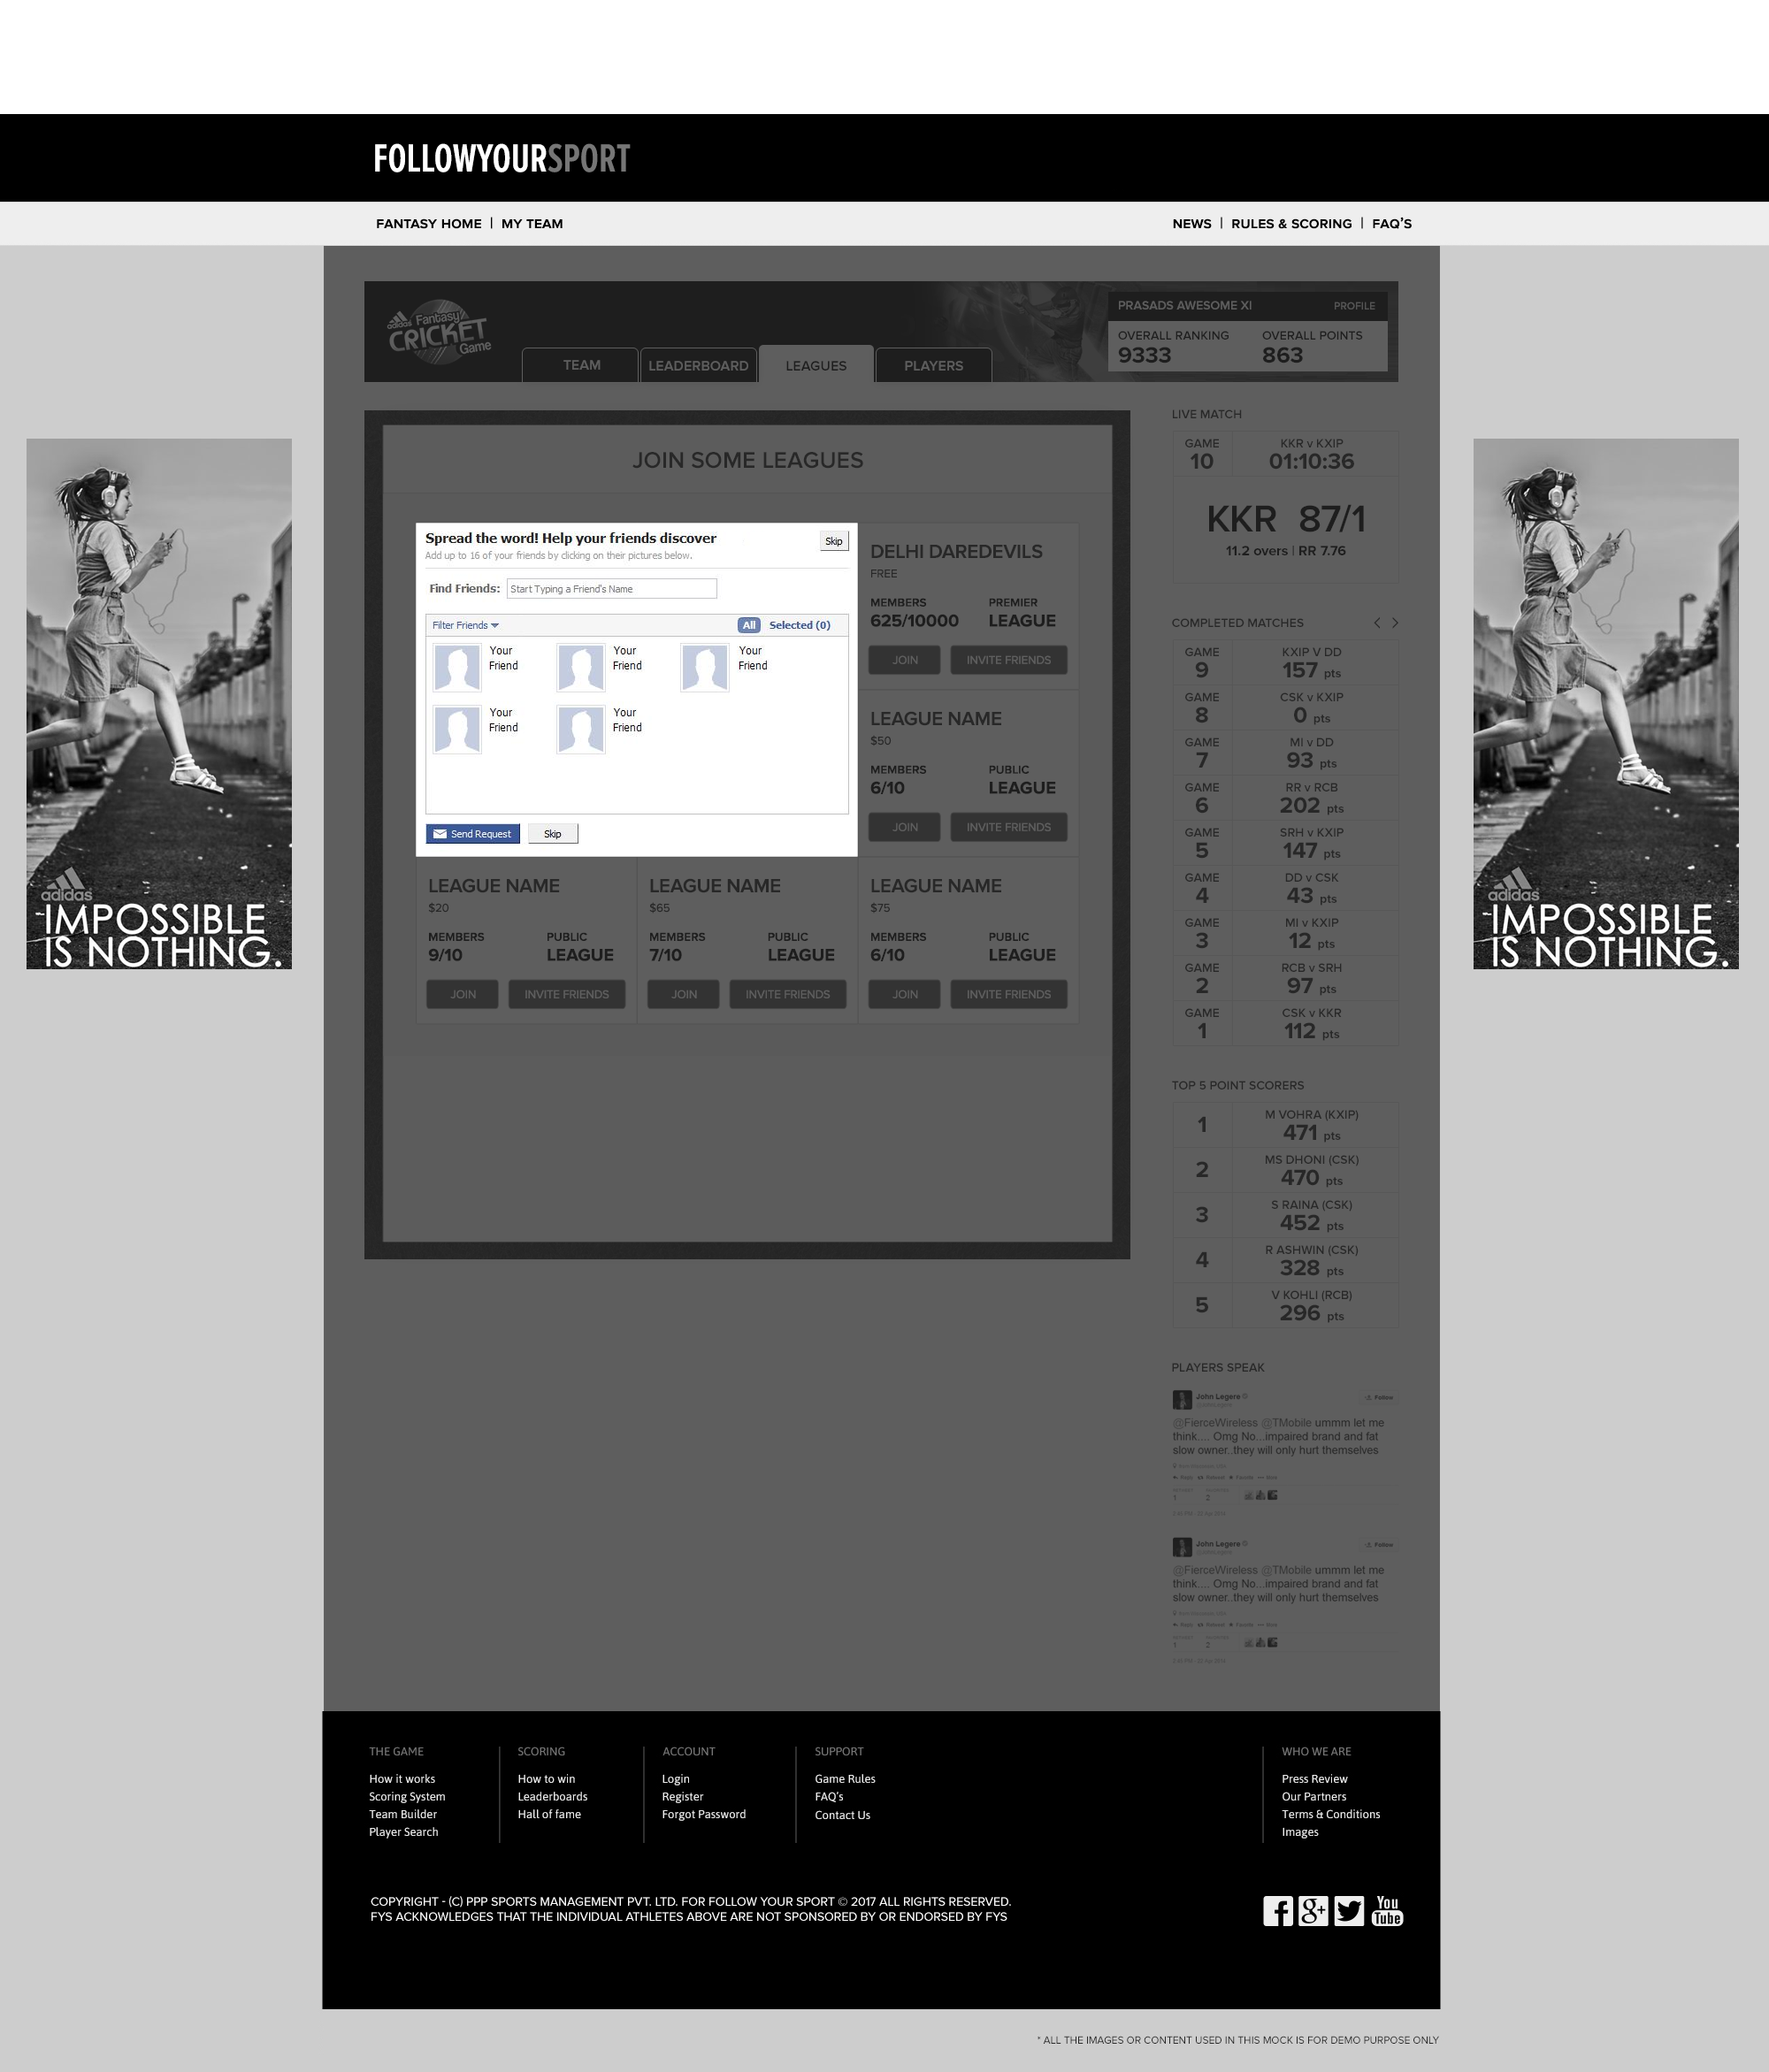 FOLLOWYOURSPORT
FANTASY HOME | MY TEAM
NEWS | RULES & SCORING | FAQ'S
adidas Fantasy CRICKET Game
TEAM
LEADERBOARD
LEAGUES
PLAYERS
PRASADS AWESOME XI
PROFILE
OVERALL RANKING
9333
OVERALL POINTS
863
JOIN SOME LEAGUES
Spread the word! Help your friends discover
Skip
Add up to 16 of your friends by clicking on their pictures below.
Find Friends: Start Typing a Friend's Name
Filter Friends
All
Selected (0)
Your
Friend
Your
Friend
Your
Friend
Your
Friend
Your
Friend
Send Request
Skip
DELHI DAREDEVILS
FREE
MEMBERS
625/10000
PREMIER
LEAGUE
JOIN
INVITE FRIENDS
LEAGUE NAME
$50
MEMBERS
6/10
PUBLIC
LEAGUE
JOIN
INVITE FRIENDS
LEAGUE NAME
$20
MEMBERS
9/10
PUBLIC
LEAGUE
JOIN
INVITE FRIENDS
LEAGUE NAME
$65
MEMBERS
7/10
PUBLIC
LEAGUE
JOIN
INVITE FRIENDS
LEAGUE NAME
$75
MEMBERS
6/10
PUBLIC
LEAGUE
JOIN
INVITE FRIENDS
LIVE MATCH
GAME
10
KKR v KXIP
01:10:36
KKR 87/1
11.2 overs | RR 7.76
COMPLETED MATCHES
GAME
9
KXIP V DD
157 pts
GAME
8
CSK v KXIP
0 pts
GAME
7
MI v DD
93 pts
GAME
6
RR v RCB
202 pts
GAME
5
SRH v KXIP
147 pts
GAME
4
DD v CSK
43 pts
GAME
3
MI v KXIP
12 pts
GAME
2
RCB v SRH
97 pts
GAME
1
CSK v KKR
112 pts
TOP 5 POINT SCORERS
1
M VOHRA (KXIP)
471 pts
2
MS DHONI (CSK)
470 pts
3
S RAINA (CSK)
452 pts
4
R ASHWIN (CSK)
328 pts
5
V KOHLI (RCB)
296 pts
PLAYERS SPEAK
John Legere
Follow
@FierceWireless @TMobile ummm let me
think.... Omg No...impaired brand and fat
slow owner..they will only hurt themselves
John Legere
Follow
@FierceWireless @TMobile ummm let me
think.... Omg No...impaired brand and fat
slow owner..they will only hurt themselves
adidas
IMPOSSIBLE
IS NOTHING.
adidas
IMPOSSIBLE
IS NOTHING.
THE GAME
How it works
Scoring System
Team Builder
Player Search
SCORING
How to win
Leaderboards
Hall of fame
ACCOUNT
Login
Register
Forgot Password
SUPPORT
Game Rules
FAQ's
Contact Us
WHO WE ARE
Press Review
Our Partners
Terms & Conditions
Images
COPYRIGHT - (C) PPP SPORTS MANAGEMENT PVT. LTD. FOR FOLLOW YOUR SPORT © 2017 ALL RIGHTS RESERVED.
FYS ACKNOWLEDGES THAT THE INDIVIDUAL ATHLETES ABOVE ARE NOT SPONSORED BY OR ENDORSED BY FYS
You
Tube
* ALL THE IMAGES OR CONTENT USED IN THIS MOCK IS FOR DEMO PURPOSE ONLY